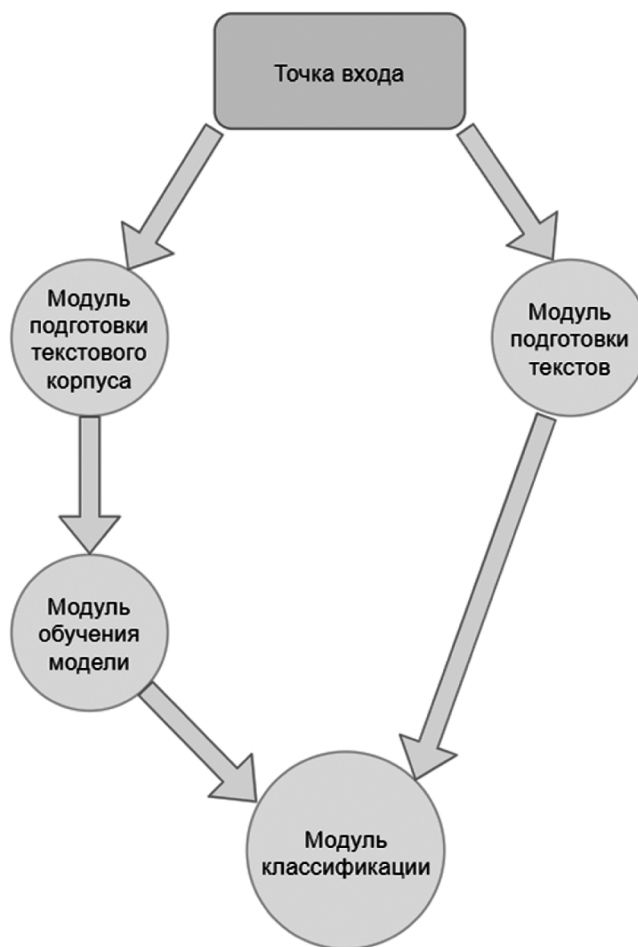 Точка входа
Модуль
подготовки
текстового
корпуса
Модуль
подготовки
текстов
Модуль
обучения
модели
Модуль
классификации